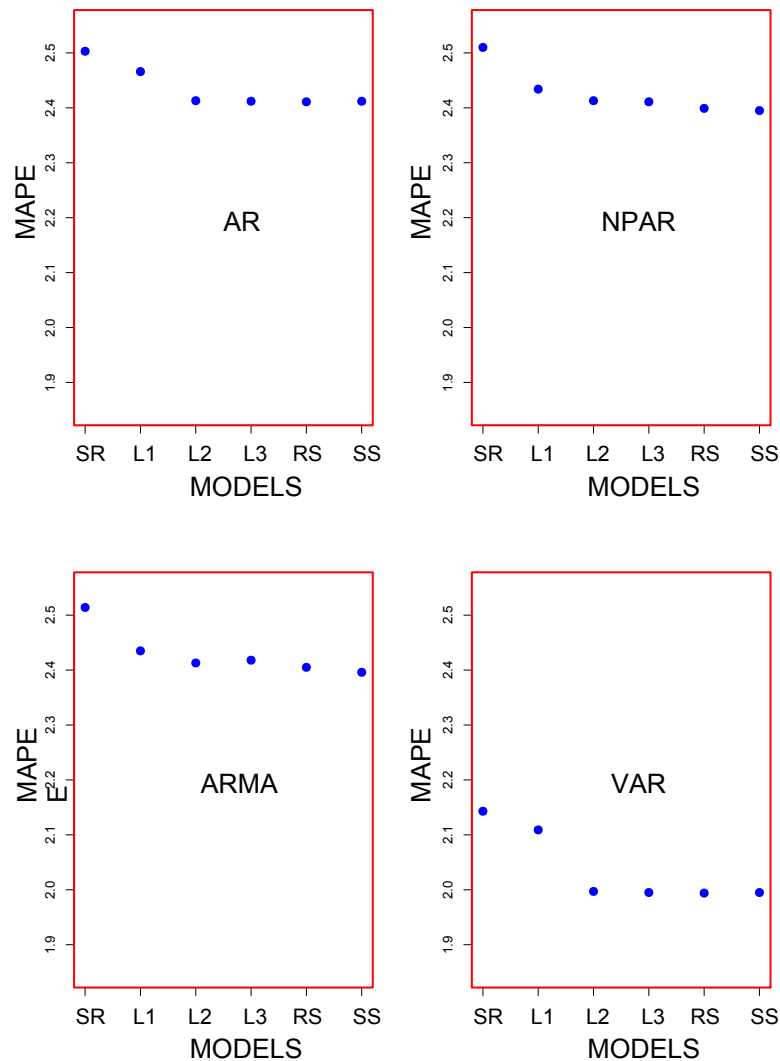 2.5
2.4
2.3
2.2
2.1
2.0
1.9
MAPE
AR
SR L1 L2 L3 RS SS
MODELS
2.5
2.4
2.3
2.2
2.1
2.0
1.9
MAPE
NPAR
SR L1 L2 L3 RS SS
MODELS
2.5
2.4
2.3
2.2
2.1
2.0
1.9
MAPE
E
ARMA
SR L1 L2 L3 RS SS
MODELS
2.5
2.4
2.3
2.2
2.1
2.0
1.9
MAPE
VAR
SR L1 L2 L3 RS SS
MODELS